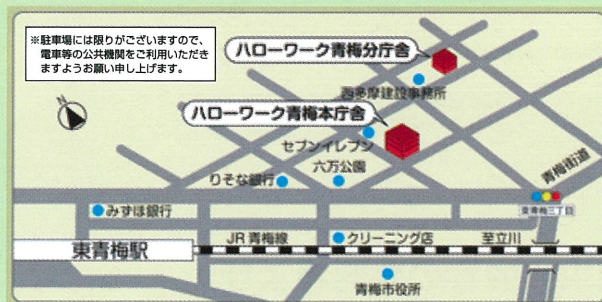 ※駐車場には限りがございますので、
電車等の公共機関をご利用いただき
ますようお願い申し上げます。
ハローワーク青梅分庁舎
西多摩建設事務所
ハローワーク青梅本庁舎
セブンイレブン
六万公園
りそな銀行
青梅街道
N
みずほ銀行
東青梅三丁目
東青梅駅
JR 青梅線
クリーニング店
至立川
青梅市役所